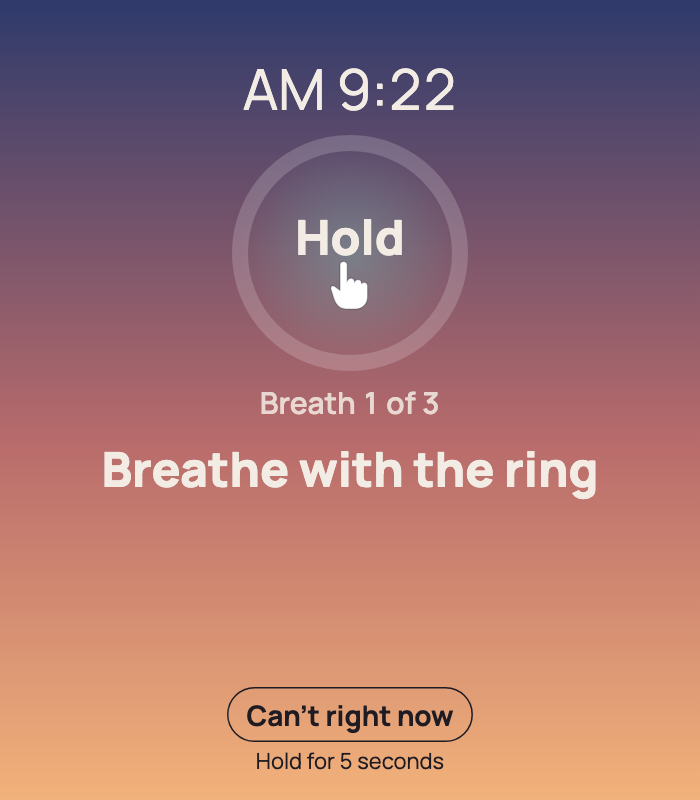 AM 9:22
Hold
Breath 1 of 3
Breathe with the ring
Can't right now
Hold for 5 seconds